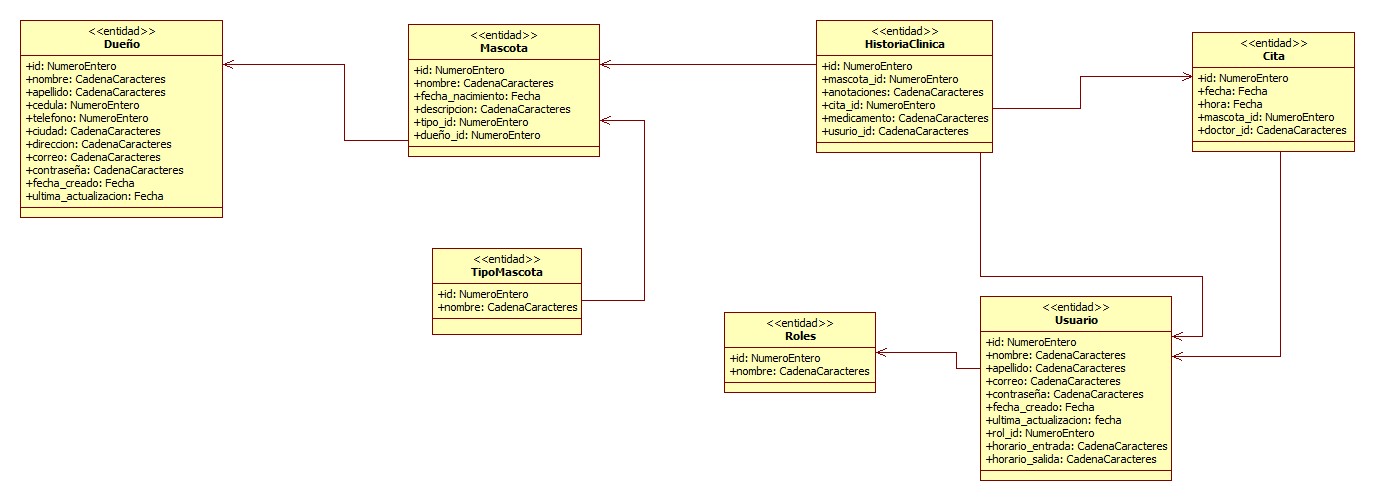 <<entidad>>
Dueño
+id: NumeroEntero
+nombre: CadenaCaracteres
+apellido: CadenaCaracteres
+cedula: NumeroEntero
+telefono: NumeroEntero
+ciudad: CadenaCaracteres
+direccion: CadenaCaracteres
+correo: CadenaCaracteres
+contraseña: CadenaCaracteres
+fecha_creado: Fecha
+ultima_actualizacion: Fecha
<<entidad>>
Mascota
+id: NumeroEntero
+nombre: CadenaCaracteres
+fecha_nacimiento: Fecha
+descripcion: CadenaCaracteres
+tipo_id: NumeroEntero
+dueño_id: NumeroEntero
<<entidad>>
HistoriaClinica
+id: NumeroEntero
+mascota_id: NumeroEntero
+anotaciones: CadenaCaracteres
+cita_id: NumeroEntero
+medicamento: CadenaCaracteres
+usurio_id: CadenaCaracteres
<<entidad>>
Cita
+id: NumeroEntero
+fecha: Fecha
+hora: Fecha
+mascota_id: NumeroEntero
+doctor_id: CadenaCaracteres
<<entidad>>
TipoMascota
+id: NumeroEntero
+nombre: CadenaCaracteres
<<entidad>>
Roles
+id: NumeroEntero
+nombre: CadenaCaracteres
<<entidad>>
Usuario
+id: NumeroEntero
+nombre: CadenaCaracteres
+apellido: CadenaCaracteres
+correo: CadenaCaracteres
+contraseña: CadenaCaracteres
+fecha_creado: Fecha
+ultima_actualizacion: fecha
+rol_id: NumeroEntero
+horario_entrada: CadenaCaracteres
+horario_salida: CadenaCaracteres